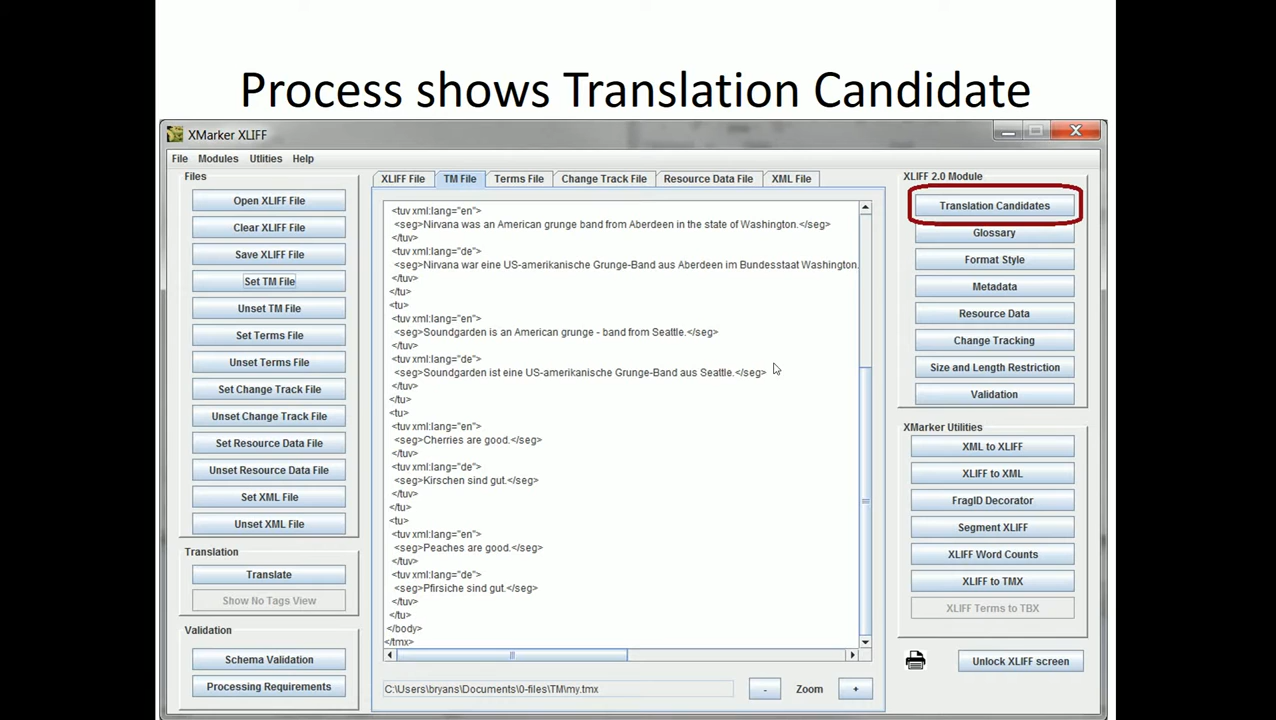 Process shows Translation Candidate
XMarker XLIFF
File Modules Utlities Help
Files
Open XLIFF File
Clear XLIFF File
Save XLIFF File
Set TM File
Unset TM File
Set Terms File
Unset Terms File
Set Change Track File
Unset Change Track File
Set Resource Data File
Unset Resource Data File
Set XML File
Unset XML File
Translation
Translate
Show No Tags View
Validation
Schema Validation
Processing Requirements
XLIFF File TM File Terms File Change Track File Resource Data File XML File
<tuv xml:lang="en">
<seg>Nirvana was an American grunge band from Aberdeen in the state of Washington.</seg>
</tuv>
<tuv xml:lang="de">
<seg>Nirvana war eine US-amerikanische Grunge-Band aus Aberdeen im Bundesstaat Washington.
</tuv>
</tu>
<tu>
<tuv xml:lang="en">
<seg>Soundgarden is an American grunge - band from Seattle.</seg>
</tuv>
<tuv xml:lang="de">
<seg>Soundgarden ist eine US-amerikanische Grunge-Band aus Seattle.</seg>
</tuv>
</tu>
<tu>
<tuv xml:lang="en">
<seg>Cherries are good.</seg>
</tuv>
<tuv xml:lang="de">
<seg>Kirschen sind gut.</seg>
</tuv>
</tu>
<tu>
<tuv xml:lang="en">
<seg>Peaches are good.</seg>
</tuv>
<tuv xml:lang="de">
<seg>Pfirsiche sind gut.</seg>
</tuv>
</tu>
</body>
</tmx>
C:\Users\bryans\Documents\0-files\TM\my.tmx
- Zoom +
XLIFF 2.0 Module
Translation Candidates
Glossary
Format Style
Metadata
Resource Data
Change Tracking
Size and Length Restriction
Validation
XMarker Utilities
XML to XLIFF
XLIFF to XML
FragID Decorator
Segment XLIFF
XLIFF Word Counts
XLIFF to TMX
XLIFF Terms to TBX
Unlock XLIFF screen